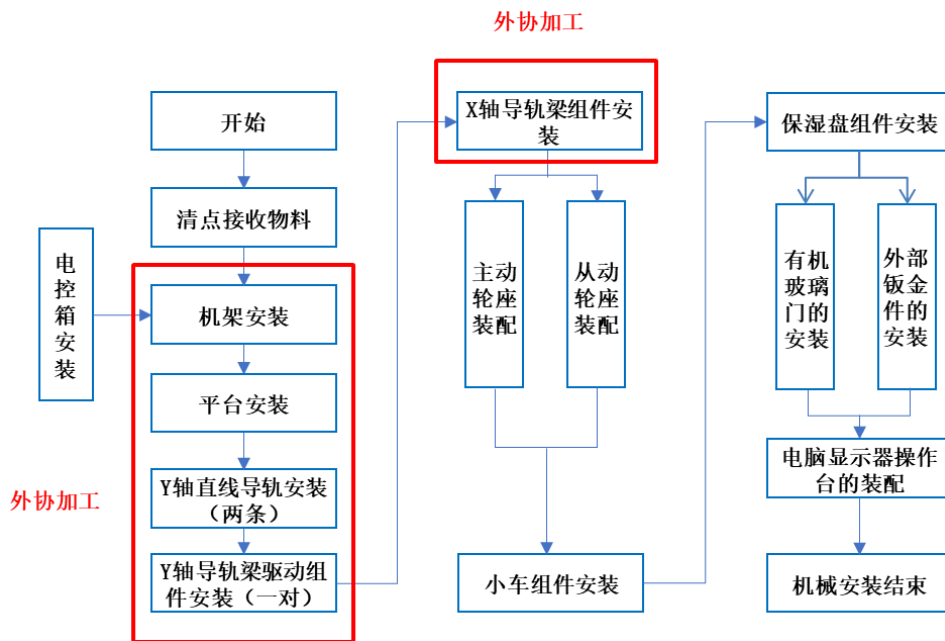 外协加工
开始
清点接收物料
电
控
箱
安
装
机架安装
平台安装
Y轴直线导轨安装
（两条）
Y轴导轨梁驱动组
件安装（一对）
外协加工
X轴导轨梁组件安
装
主动
轮座
装配
从动
轮座
装配
小车组件安装
保湿盘组件安装
有机
玻璃
门的
安装
外部
钣金
件的
安装
电脑显示器操作
台的装配
机械安装结束